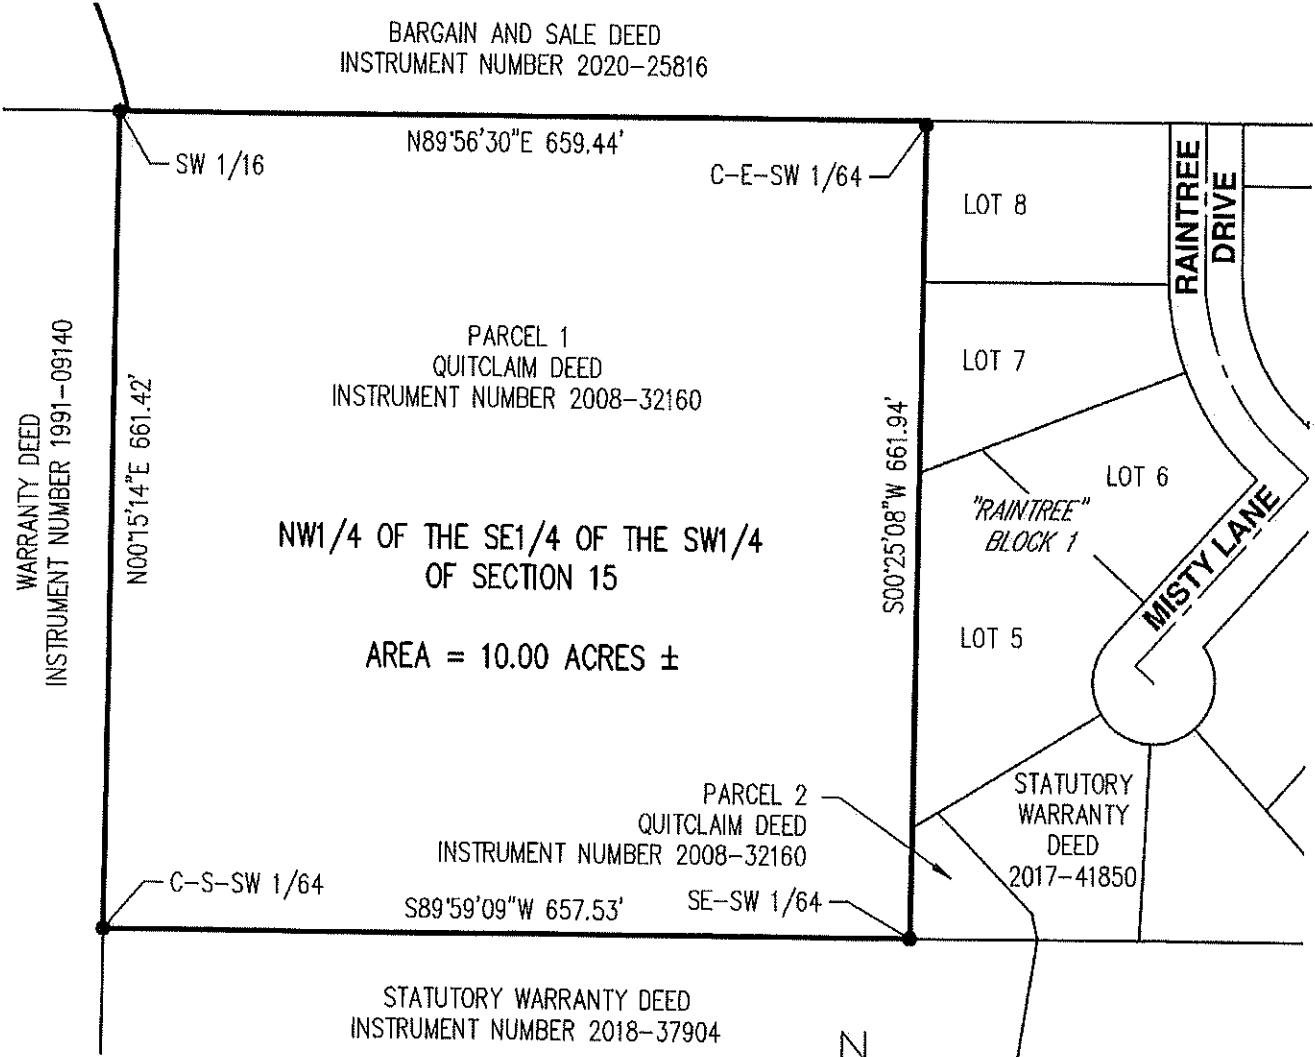 BARGAIN AND SALE DEED
INSTRUMENT NUMBER 2020-25816
N89°56'30"E 659.44'
SW 1/16
C-E-SW 1/64
LOT 8
RAINTREE
DRIVE
PARCEL 1
QUITCLAIM DEED
INSTRUMENT NUMBER 2008-32160
LOT 7
WARRANTY DEED
INSTRUMENT NUMBER 1991-09140
N00°15'14"E 661.42'
S00°25'08"W 661.94'
LOT 6
"RAINTREE"
BLOCK 1
MISTY LANE
NW1/4 OF THE SE1/4 OF THE SW1/4
OF SECTION 15
AREA = 10.00 ACRES ±
LOT 5
PARCEL 2
QUITCLAIM DEED
INSTRUMENT NUMBER 2008-32160
STATUTORY
WARRANTY
DEED
2017-41850
C-S-SW 1/64
S89°59'09"W 657.53'
SE-SW 1/64
STATUTORY WARRANTY DEED
INSTRUMENT NUMBER 2018-37904
N